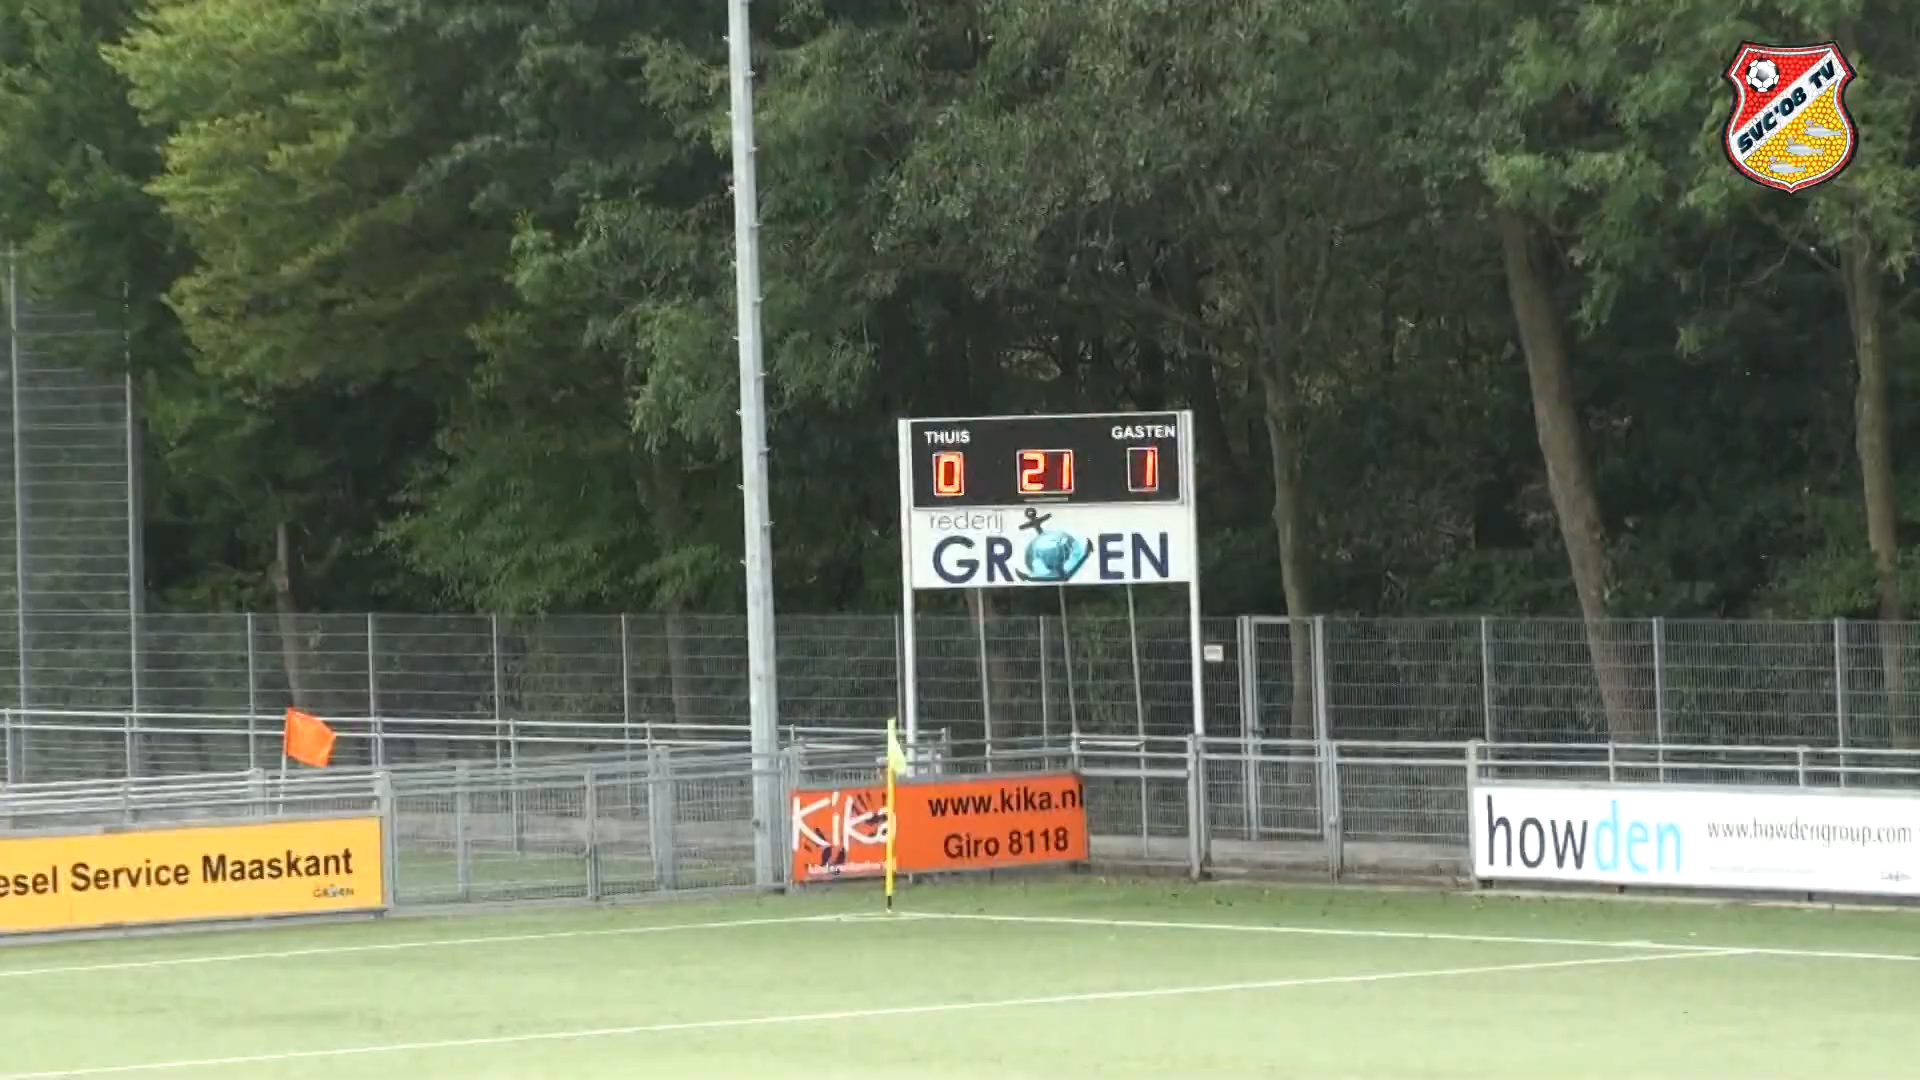 SVC'08 TV
THUIS
GASTEN
0 21 1
rederij
GROEN
esel Service Maaskant
GROEN
Kika
www.kika.nl
Giro 8118
howden
www.howdengroup.com